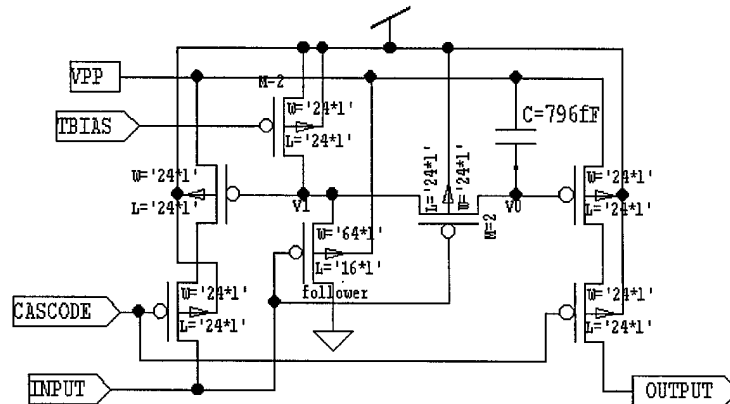 VPP
M=2
W='24*1'
TBIAS
L='24*1'
C=796fF
W='24*1'
L='24*1'
V1
L='24*1'
W='24*1'
M=2
V0
W='24*1'
L='24*1'
W='64*1'
L='16*1'
follower
CASCODE
W='24*1'
L='24*1'
W='24*1'
L='24*1'
INPUT
OUTPUT